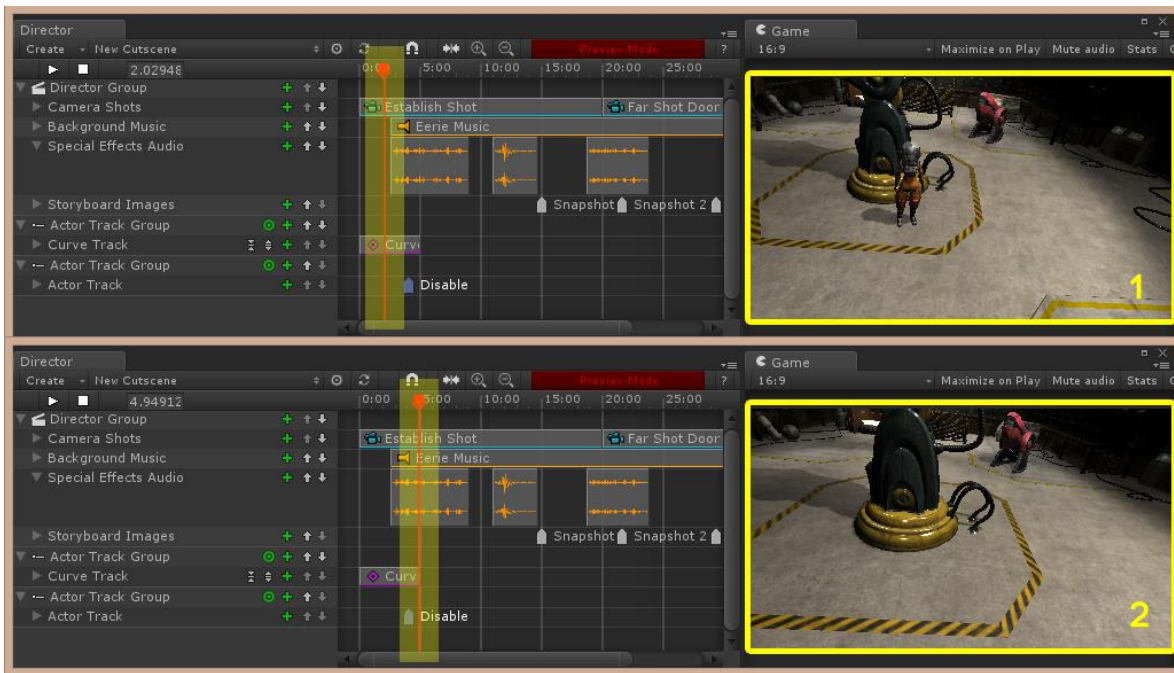 Director
Game
Create New Cutscene
Preview Mode ?
16:9 Maximize on Play Mute audio Stats
2.02948
5:00 10:00 15:00 20:00 25:00
Director Group
Camera Shots Establish Shot Far Shot Door
Background Music Eerie Music
Special Effects Audio
Storyboard Images Snapshot Snapshot 2
Actor Track Group
Curve Track Curv
Actor Track Group
Actor Track Disable
1
Director
Game
Create New Cutscene
Preview Mode ?
16:9 Maximize on Play Mute audio Stats
4.94912
0:00 5:00 10:00 15:00 20:00 25:00
Director Group
Camera Shots Establish Shot Far Shot Door
Background Music Eerie Music
Special Effects Audio
Storyboard Images Snapshot Snapshot 2
Actor Track Group
Curve Track Curv
Actor Track Group
Actor Track Disable
2